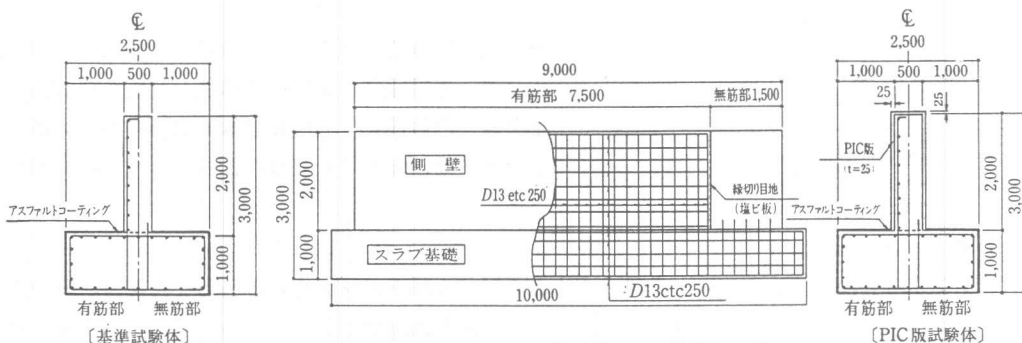 ℄
2,500
1,000 500 1,000
アスファルトコーティング
2,000
1,000
3,000
有筋部 無筋部
〔基準試験体〕
9,000
有筋部 7,500
無筋部1,500
側 壁
D13 etc 250
縁切り目地
(塩ビ板)
3,000
2,000
1,000
スラブ基礎
10,000
D13ctc250
℄
2,500
1,000 500 1,000
25
25
PIC版
(t=25)
アスファルトコーティング
2,000
1,000
3,000
有筋部 無筋部
〔PIC版試験体〕